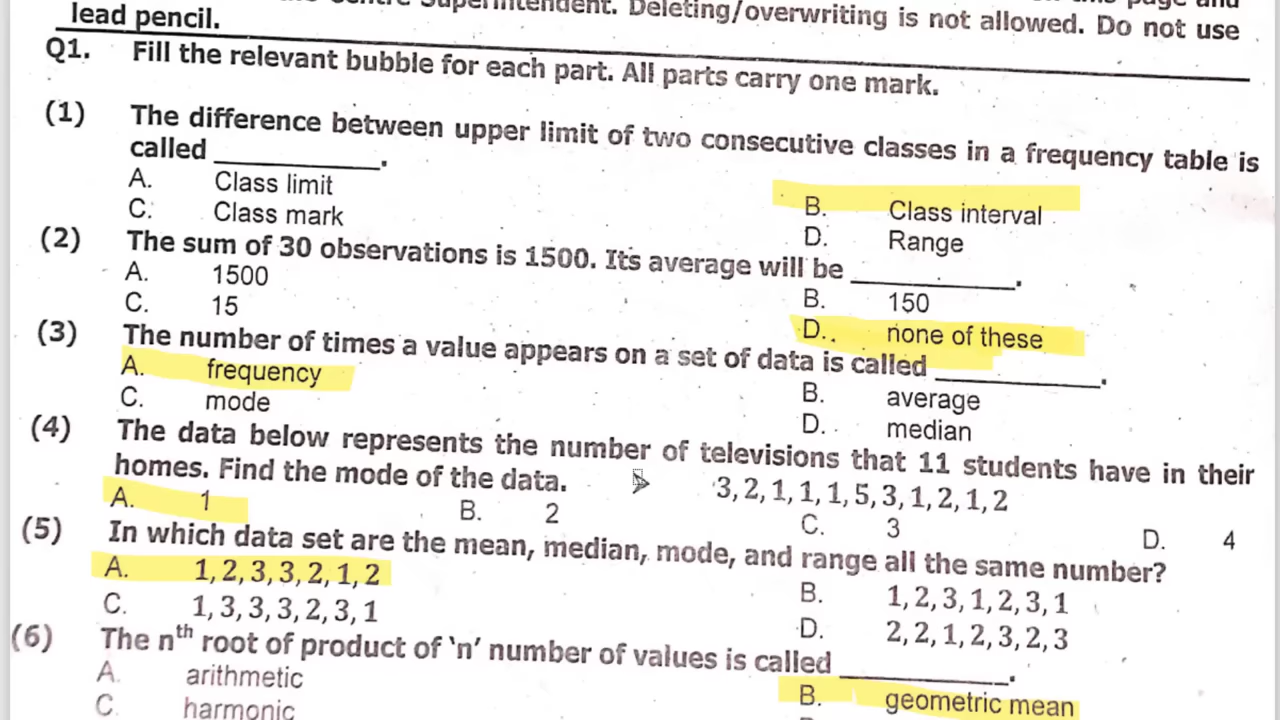 Superintendent. Deleting/overwriting is not allowed. Do not use
lead pencil.
Q1. Fill the relevant bubble for each part. All parts carry one mark.
(1) The difference between upper limit of two consecutive classes in a frequency table is
called ____________.
A. Class limit B. Class interval
C. Class mark D. Range
(2) The sum of 30 observations is 1500. Its average will be ____________.
A. 1500 B. 150
C. 15 D. none of these
(3) The number of times a value appears on a set of data is called ____________.
A. frequency B. average
C. mode D. median
(4) The data below represents the number of televisions that 11 students have in their
homes. Find the mode of the data. 3, 2, 1, 1, 1, 5, 3, 1, 2, 1, 2
A. 1 B. 2 C. 3 D. 4
(5) In which data set are the mean, median, mode, and range all the same number?
A. 1, 2, 3, 3, 2, 1, 2 B. 1, 2, 3, 1, 2, 3, 1
C. 1, 3, 3, 3, 2, 3, 1 D. 2, 2, 1, 2, 3, 2, 3
(6) The nth root of product of 'n' number of values is called ____________.
A. arithmetic B. geometric mean
C. harmonic